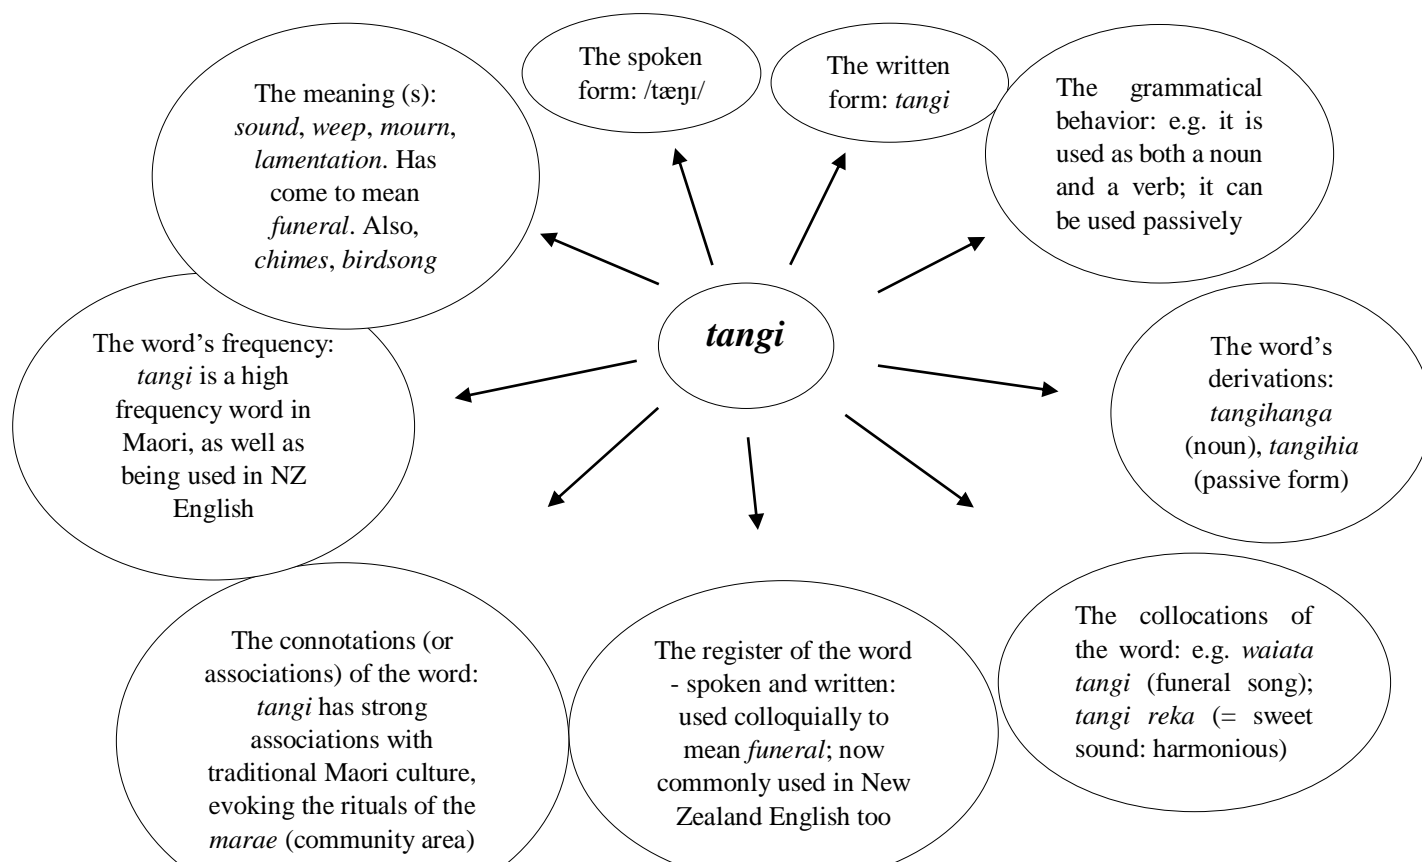 The meaning (s):
sound, weep, mourn,
lamentation. Has
come to mean
funeral. Also,
chimes, birdsong
The spoken
form: /tæŋɪ/
The written
form: tangi
The grammatical
behavior: e.g. it is
used as both a noun
and a verb; it can
be used passively
tangi
The word’s frequency:
tangi is a high
frequency word in
Maori, as well as
being used in NZ
English
The word’s
derivations:
tangihanga
(noun), tangihia
(passive form)
The connotations (or
associations) of the word:
tangi has strong
associations with
traditional Maori culture,
evoking the rituals of the
marae (community area)
The register of the word
- spoken and written:
used colloquially to
mean funeral; now
commonly used in New
Zealand English too
The collocations of
the word: e.g. waiata
tangi (funeral song);
tangi reka (= sweet
sound: harmonious)